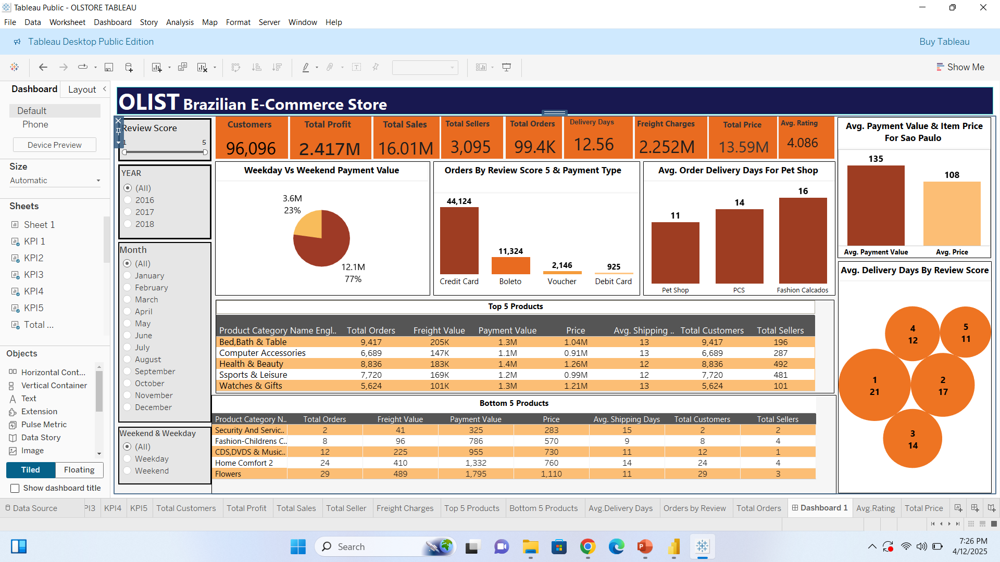 Tableau Public - OLSTORE TABLEAU
File Data Worksheet Dashboard Story Analysis Map Format Server Window Help
Tableau Desktop Public Edition
Buy Tableau
Show Me
Dashboard Layout
Default
Phone
Device Preview
Size
Automatic
Sheets
Sheet 1
KPI 1
KPI2
KPI3
KPI4
KPI5
Total ...
Objects
Horizontal Cont...
Vertical Container
Text
Extension
Pulse Metric
Data Story
Image
Tiled Floating
Show dashboard title
OLIST Brazilian E-Commerce Store
Review Score
1 5
YEAR
(All)
2016
2017
2018
Month
(All)
January
February
March
April
May
June
July
August
September
October
November
December
Weekend & Weekday
(All)
Weekday
Weekend
Customers
96,096
Total Profit
2.417M
Total Sales
16.01M
Total Sellers
3,095
Total Orders
99.4K
Delivery Days
12.56
Freight Charges
2.252M
Total Price
13.59M
Avg. Rating
4.086
Weekday Vs Weekend Payment Value
3.6M
23%
12.1M
77%
Orders By Review Score 5 & Payment Type
44,124
11,324
2,146
925
Credit Card Boleto Voucher Debit Card
Avg. Order Delivery Days For Pet Shop
11
14
16
Pet Shop PCS Fashion Calcados
Avg. Payment Value & Item Price
For Sao Paulo
135
108
Avg. Payment Value Avg. Price
Avg. Delivery Days By Review Score
4
12
5
11
1
21
2
17
3
14
Top 5 Products
Product Category Name Engl.. Total Orders Freight Value Payment Value Price Avg. Shipping .. Total Customers Total Sellers
Bed,Bath & Table 9,417 205K 1.3M 1.04M 13 9,417 196
Computer Accessories 6,689 147K 1.1M 0.91M 13 6,689 287
Health & Beauty 8,836 183K 1.4M 1.26M 12 8,836 492
Ssports & Leisure 7,720 169K 1.2M 0.99M 12 7,720 481
Watches & Gifts 5,624 101K 1.3M 1.21M 13 5,624 101
Bottom 5 Products
Product Category N.. Total Orders Freight Value Payment Value Price Avg. Shipping Days Total Customers Total Sellers
Security And Servic.. 2 41 325 283 15 2 2
Fashion-Childrens C.. 8 96 786 570 9 8 4
CDS,DVDS & Music.. 12 225 955 730 11 12 1
Home Comfort 2 24 410 1,332 760 14 24 4
Flowers 29 489 1,795 1,110 11 29 3
Data Source PI3 KPI4 KPI5 Total Customers Total Profit Total Sales Total Seller Freight Charges Top 5 Products Bottom 5 Products Avg.Delivery Days Orders by Review Total Orders Dashboard 1 Avg.Rating Total Price
Search
7:26 PM
4/12/2025